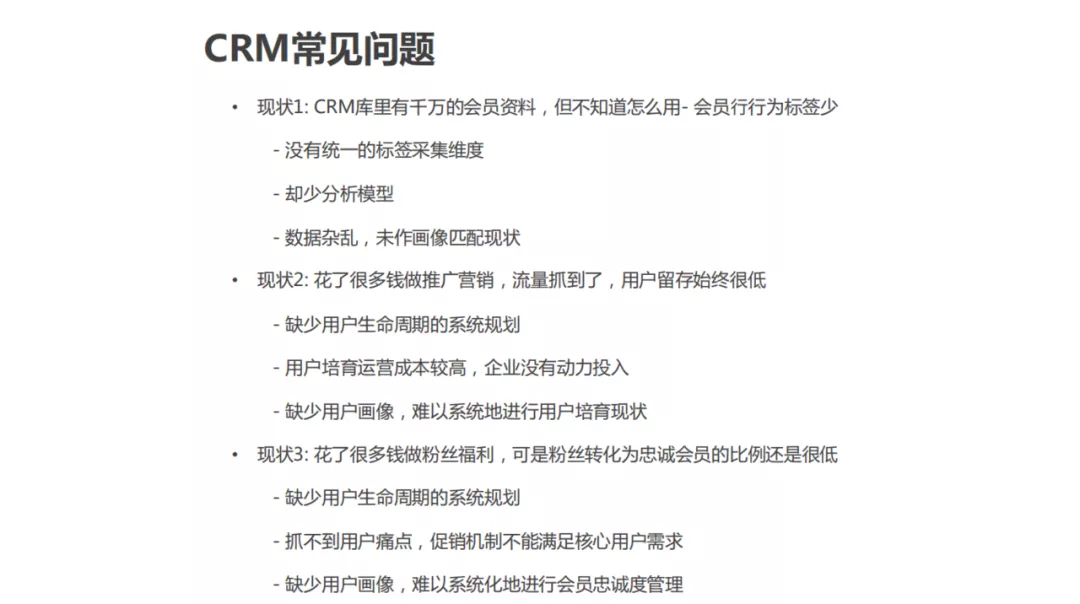 CRM常见问题
• 现状1: CRM库里有千万的会员资料，但不知道怎么用- 会员行行为标签少
- 没有统一的标签采集维度
- 却少分析模型
- 数据杂乱，未作画像匹配现状
• 现状2: 花了很多钱做推广营销，流量抓到了，用户留存始终很低
- 缺少用户生命周期的系统规划
- 用户培育运营成本较高，企业没有动力投入
- 缺少用户画像，难以系统地进行用户培育现状
• 现状3: 花了很多钱做粉丝福利，可是粉丝转化为忠诚会员的比例还是很低
- 缺少用户生命周期的系统规划
- 抓不到用户痛点，促销机制不能满足核心用户需求
- 缺少用户画像，难以系统化地进行会员忠诚度管理